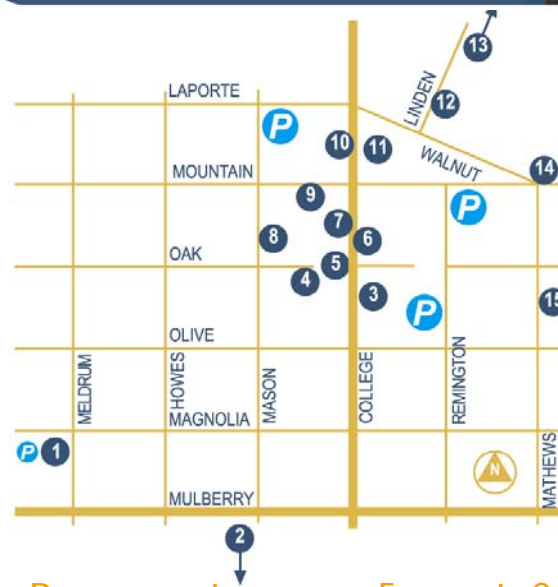 13
LAPORTE
LINDEN
12
P
10
11
WALNUT
MOUNTAIN
14
9
P
7
8
6
OAK
5
4
3
15
P
OLIVE
MELDRUM
HOWES
MASON
COLLEGE
REMINGTON
MAGNOLIA
P
1
N
MATHEWS
MULBERRY
2